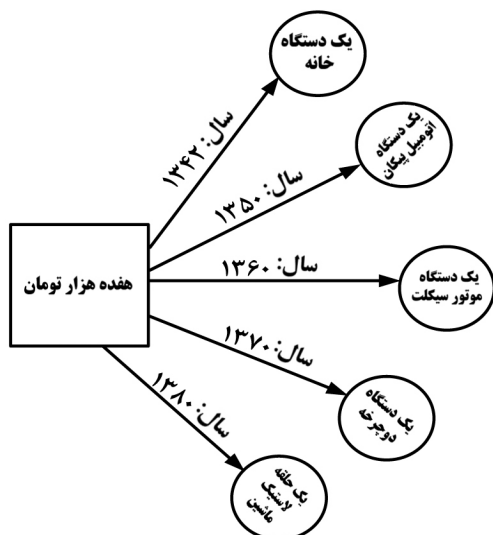 یک دستگاه
خانه
سال: ۱۳۴۲
یک دستگاه
اتومبیل پیکان
سال: ۱۳۵۰
هفده هزار تومان
سال: ۱۳۶۰
یک دستگاه
موتور سیکلت
سال: ۱۳۷۰
یک دستگاه
دوچرخه
سال: ۱۳۸۰
یک حلقه
لاستیک
ماشین